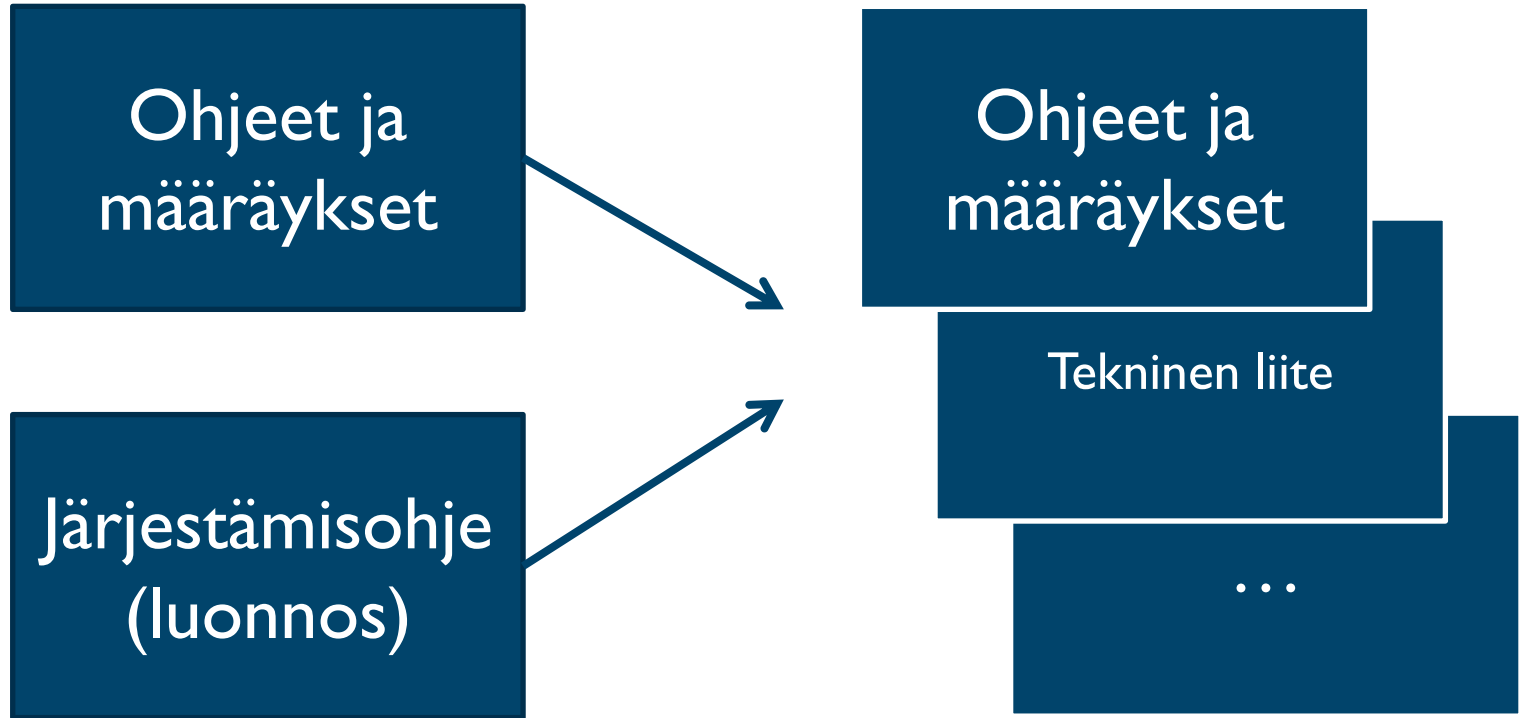 Ohjeet ja
määräykset
Järjestämisohje
(luonnos)
Ohjeet ja
määräykset
Tekninen liite
...